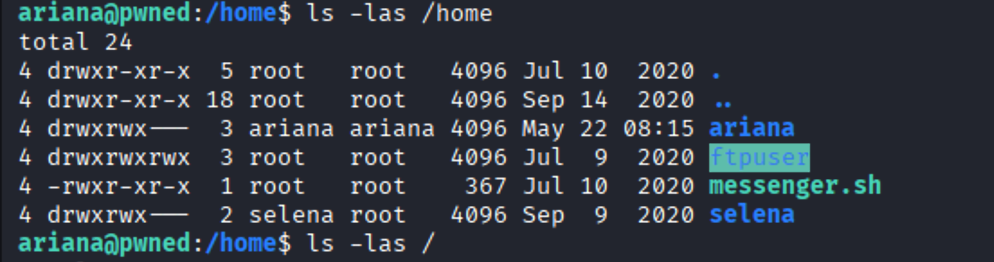 ariana@pwned:/home$ ls -las /home
total 24
4 drwxr-xr-x  5 root   root   4096 Jul 10  2020 .
4 drwxr-xr-x 18 root   root   4096 Sep 14  2020 ..
4 drwxrwx---  3 ariana ariana 4096 May 22 08:15 ariana
4 drwxrwxrwx  3 root   root   4096 Jul  9  2020 ftpuser
4 -rwxr-xr-x  1 root   root    367 Jul 10  2020 messenger.sh
4 drwxrwx---  2 selena root   4096 Sep  9  2020 selena
ariana@pwned:/home$ ls -las /